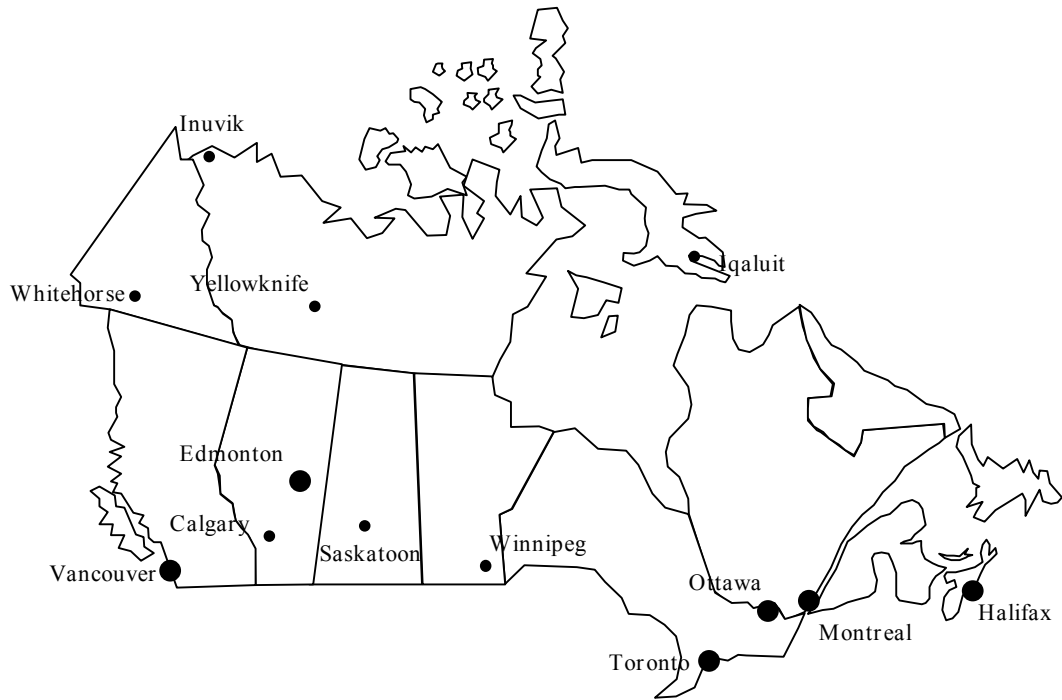 Inuvik
Iqaluit
Yellowknife
Whitehorse
Edmonton
Calgary
Winnipeg
Saskatoon
Vancouver
Ottawa
Halifax
Montreal
Toronto